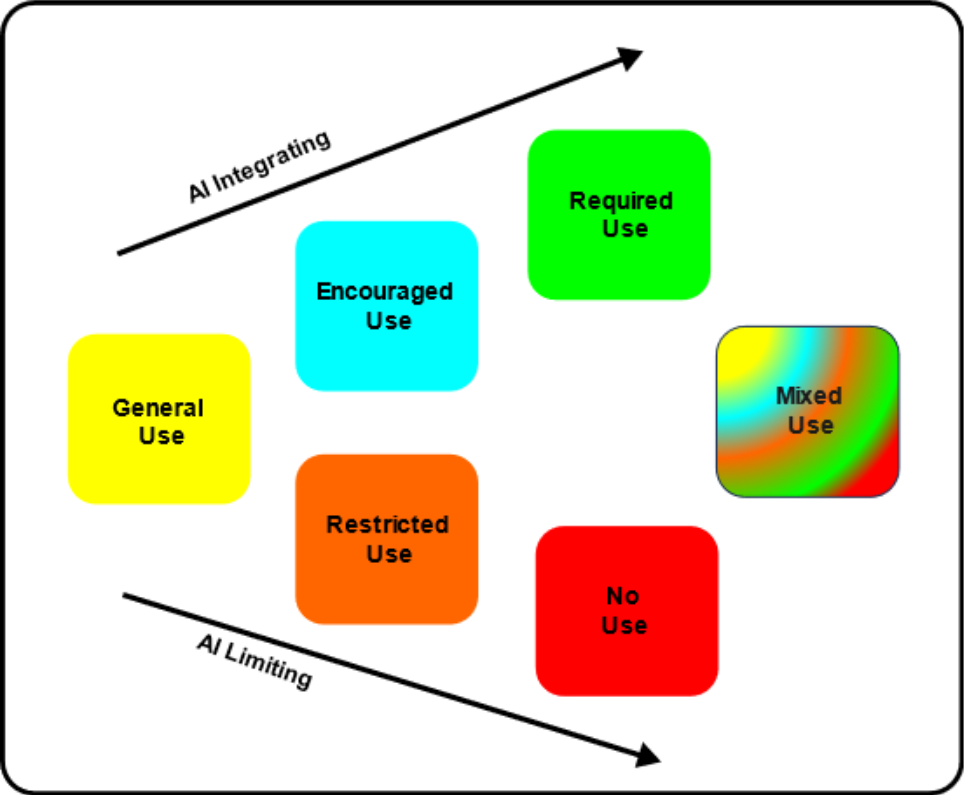 AI Integrating
Required
Use
Encouraged
Use
General
Use
Mixed
Use
Restricted
Use
No
Use
AI Limiting